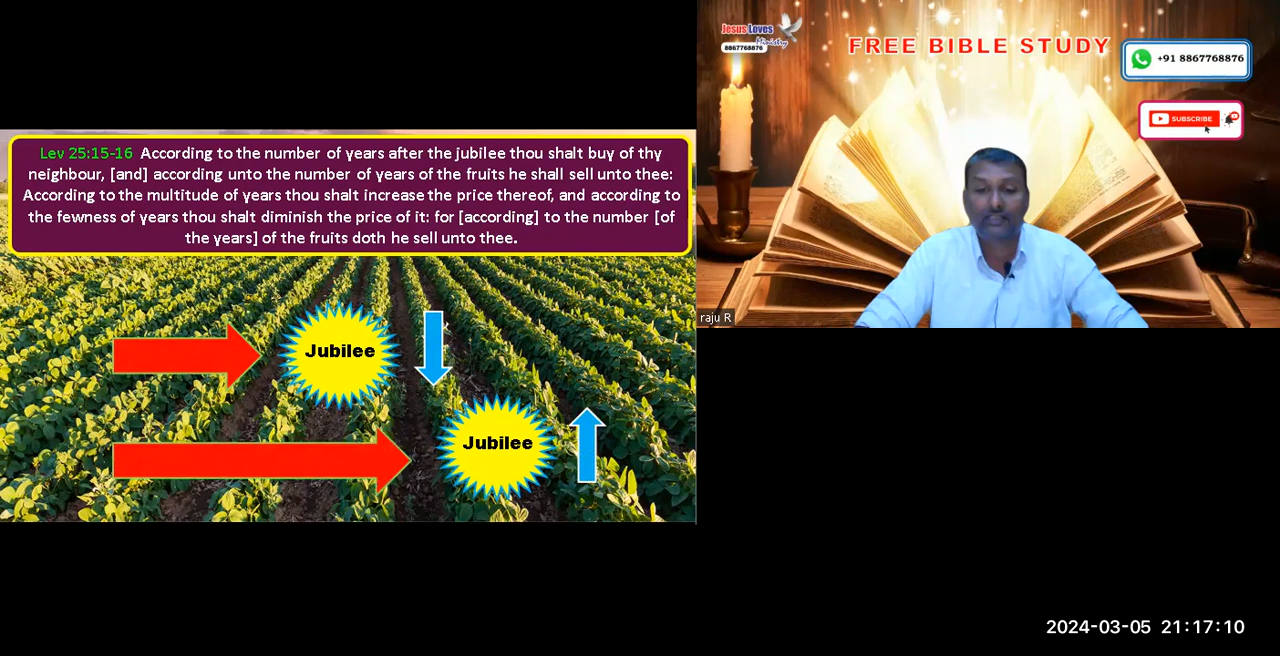 Lev 25:15-16 According to the number of years after the jubilee thou shalt buy of thy
neighbour, [and] according unto the number of years of the fruits he shall sell unto thee:
According to the multitude of years thou shalt increase the price thereof, and according to
the fewness of years thou shalt diminish the price of it: for [according] to the number [of
the years] of the fruits doth he sell unto thee.
Jubilee
Jubilee
Jesus Loves
Ministry
8867768876
FREE BIBLE STUDY
+91 8867768876
SUBSCRIBE
raju R
2024-03-05 21:17:10